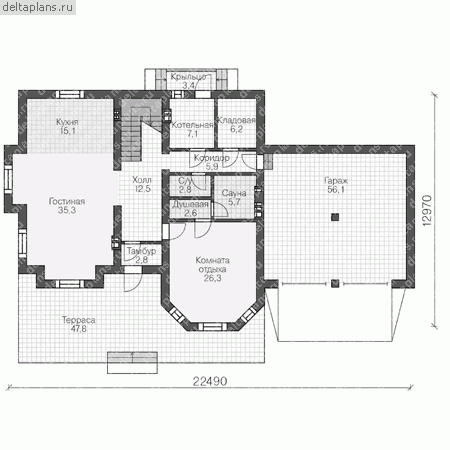 deltaplans.ru
Крыльцо
3,4
Кухня
15,1
Котельная
7,1
Кладовая
6,2
Коридор
5,9
Холл
12,5
С/у
2,8
Сауна
5,7
Гараж
56,1
Гостиная
35,3
Душевая
2,6
Тамбур
2,8
Комната
отдыха
26,3
Терраса
47,8
12970
22490